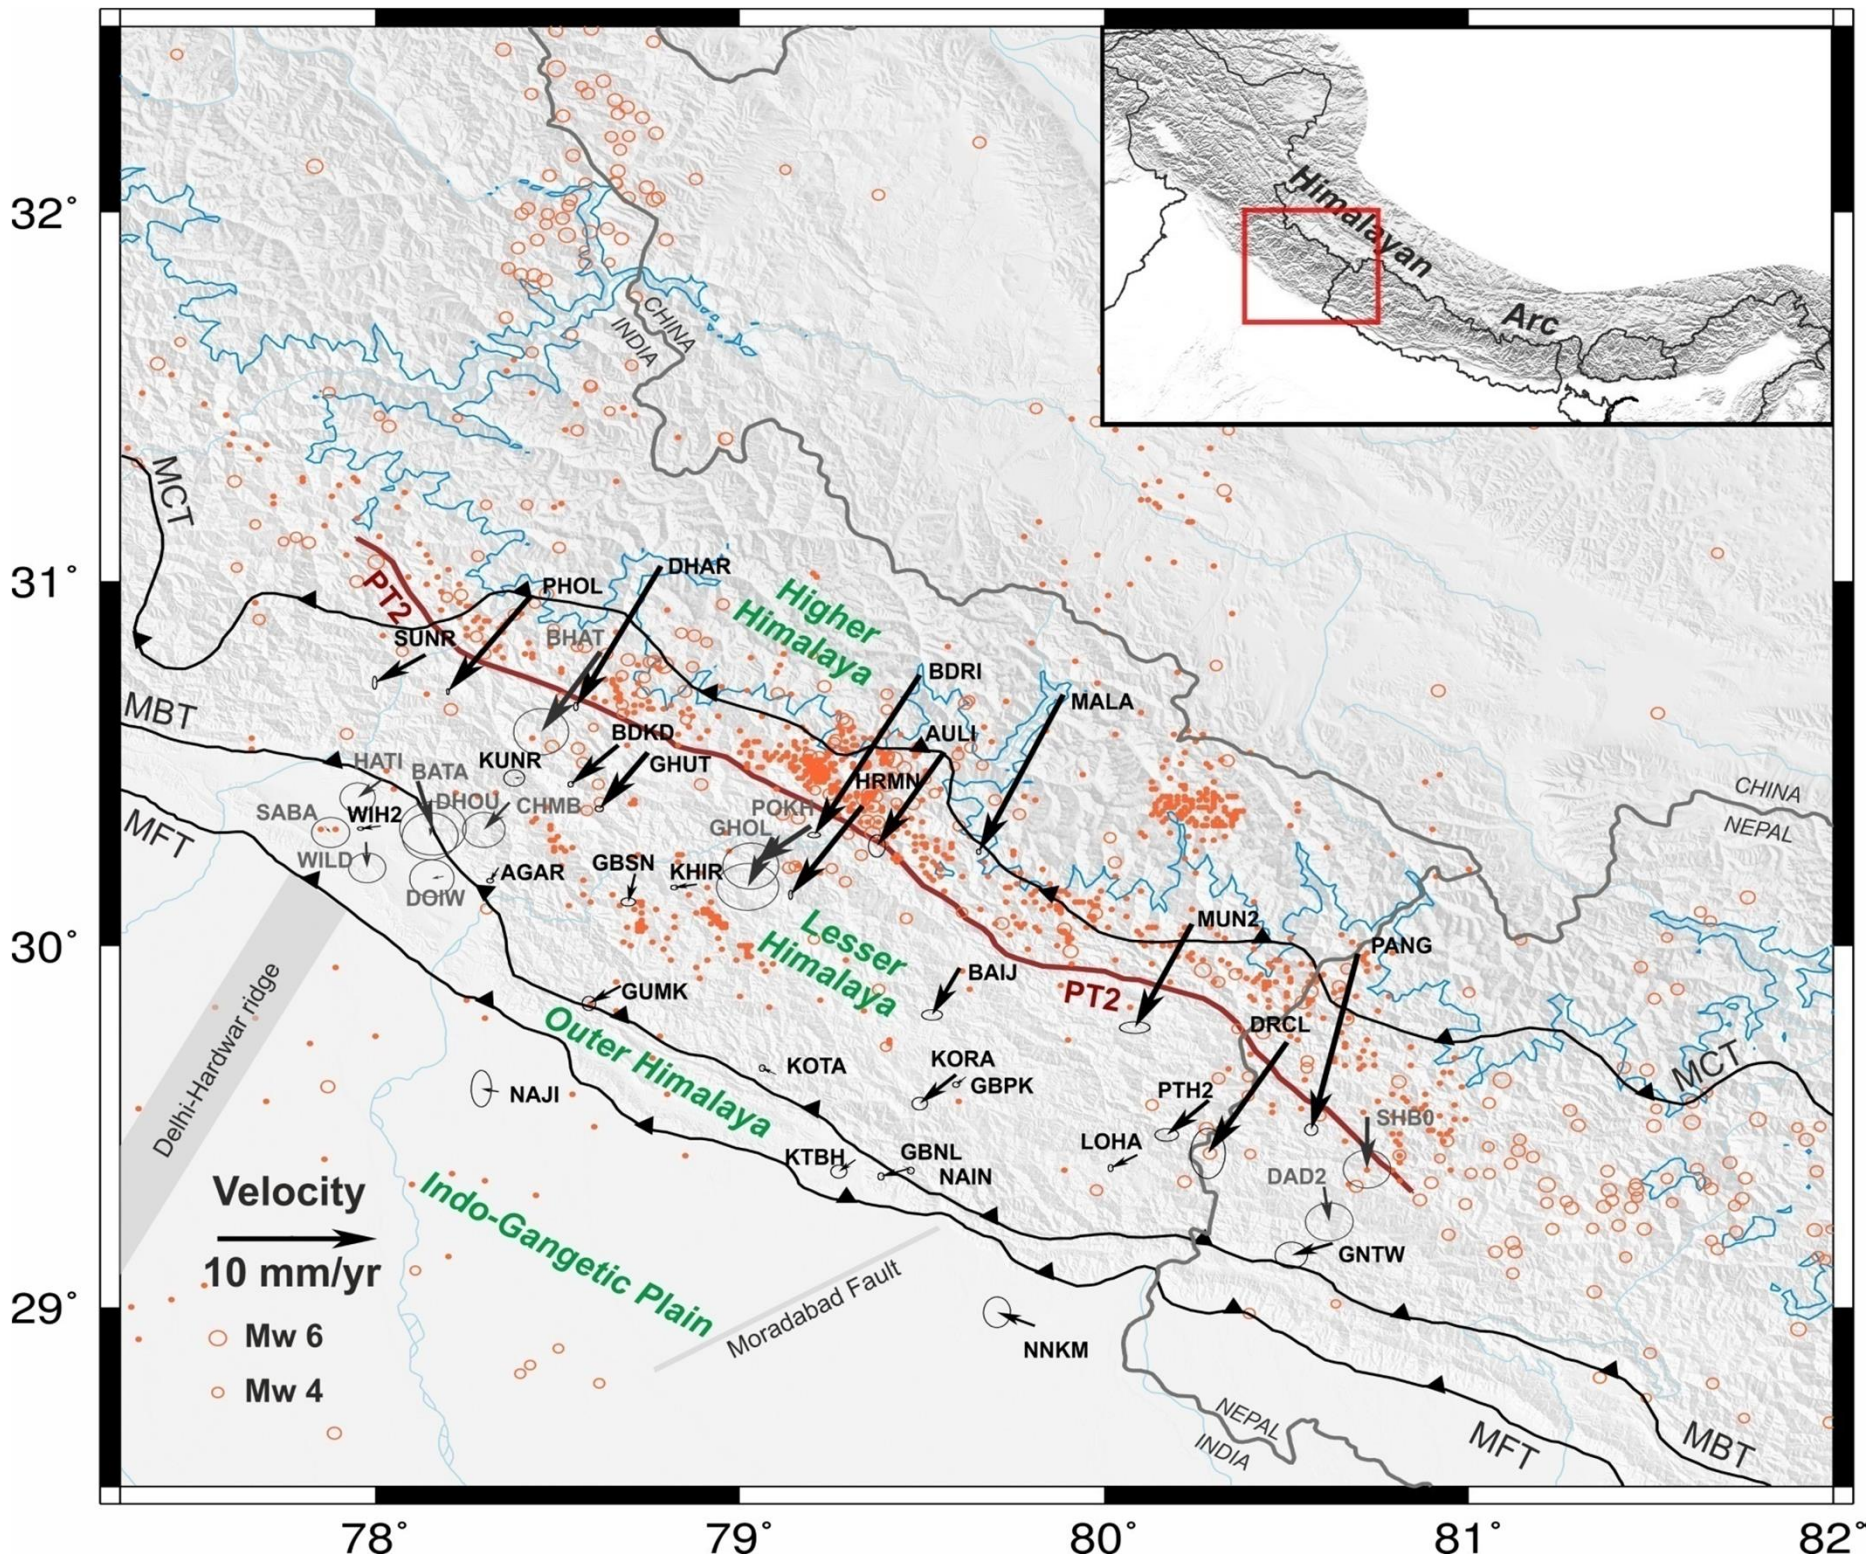 Himalayan
Arc
32°
31°
30°
29°
78°
79°
80°
81°
82°
CHINA
INDIA
MCT
PT2
PHOL
DHAR
Higher
Himalaya
SUNR
BHAT
BDRI
MALA
MBT
BDKD
AULI
HATI
KUNR
GHUT
BATA
HRMN
CHINA
NEPAL
SABA
WIH2
DHOU
CHMB
POKH
GHOL
MFT
WILD
DOIW
AGAR
GBSN
KHIR
Lesser
Himalaya
MUN2
PANG
BAIJ
PT2
GUMK
DRCL
Outer Himalaya
Delhi-Hardwar ridge
KOTA
KORA
GBPK
NAJI
PTH2
MCT
SHB0
KTBH
GBNL
NAIN
LOHA
DAD2
Velocity
10 mm/yr
Indo-Gangetic Plain
GNTW
Moradabad Fault
Mw 6
Mw 4
NNKM
NEPAL
INDIA
MFT
MBT